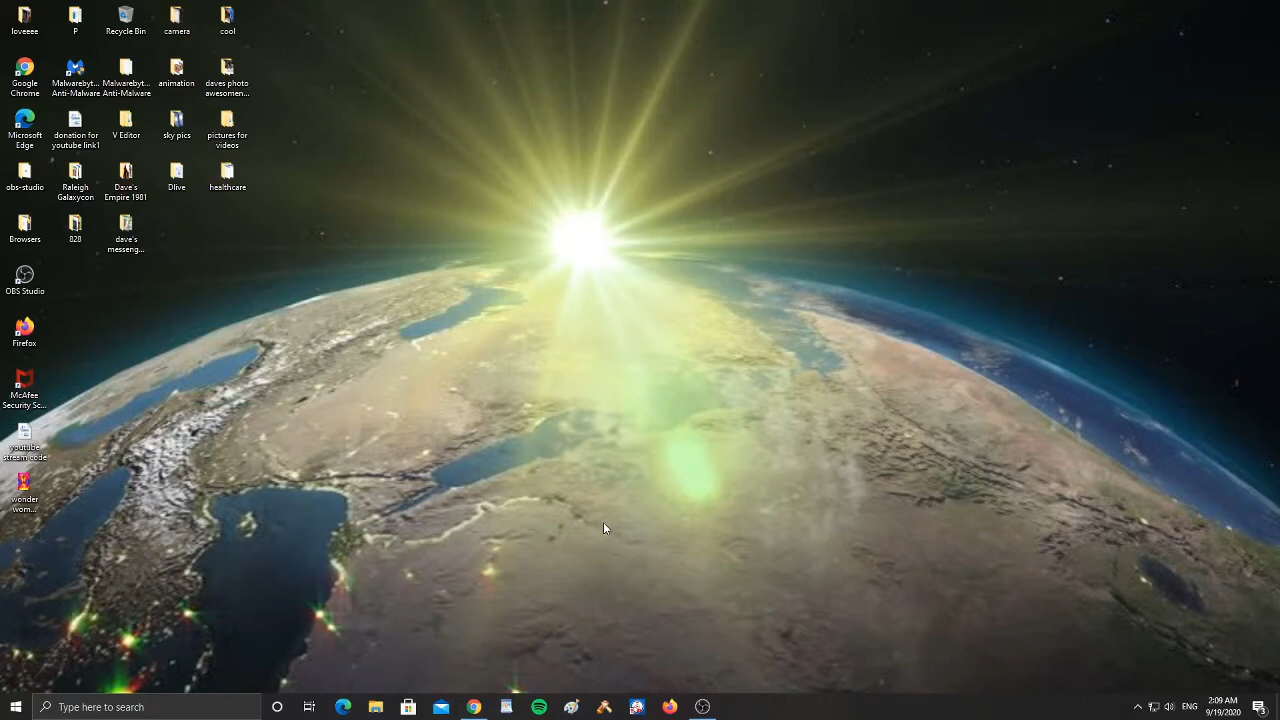 loveee
P
Recycle Bin
camera
cool
Google
Chrome
Malwarebyt...
Anti-Malware
Malwarebyt...
Anti-Malware
animation
daves photo
awesomen...
Microsoft
Edge
donation for
youtube link1
V Editor
sky pics
pictures for
videos
obs-studio
Raleigh
Galaxycon
Dave's
Empire 1981
Dlive
healthcare
Browsers
828
dave's
messeng...
OBS Studio
Firefox
McAfee
Security Sc...
youtube
stream code
wonder
wom...
Type here to search
ENG
2:09 AM
9/19/2020